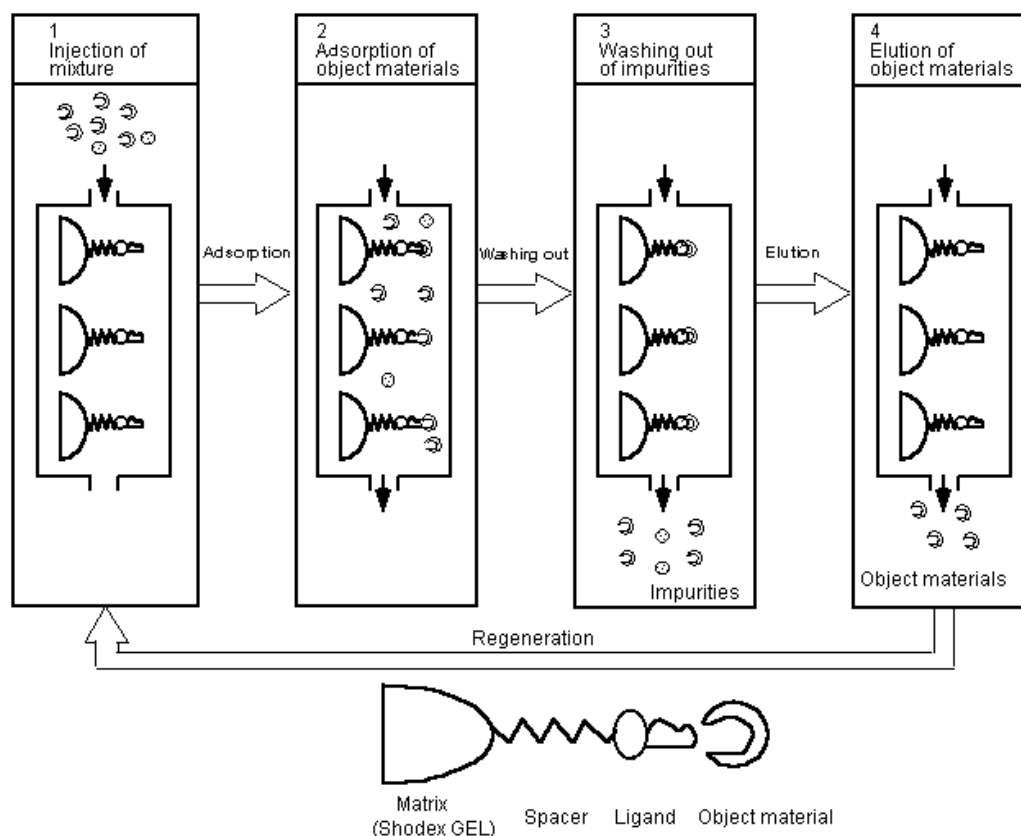 1
Injection of
mixture
2
Adsorption of
object materials
3
Washing out
of impurities
4
Elution of
object materials
Adsorption
Washing out
Elution
Impurities
Object materials
Regeneration
Matrix
(Shodex GEL)
Spacer
Ligand
Object material